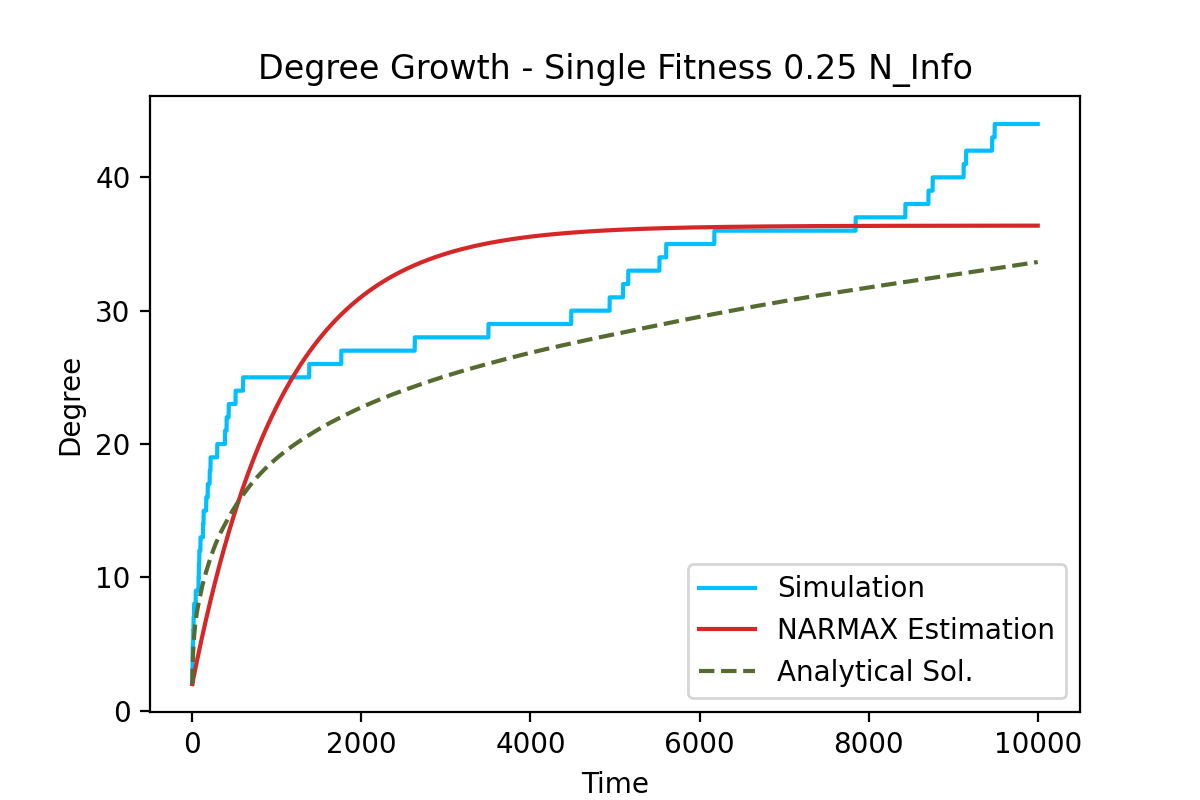 Degree Growth - Single Fitness 0.25 N_Info
Degree
40
30
20
10
0
Simulation
NARMAX Estimation
Analytical Sol.
0 2000 4000 6000 8000 10000
Time